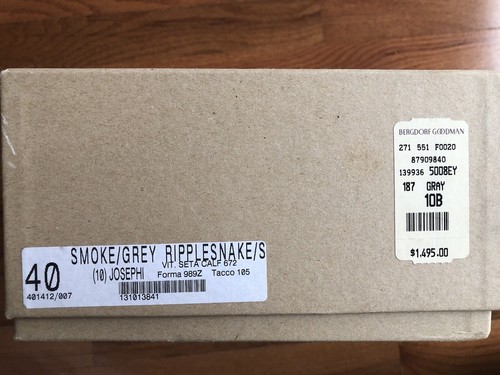 BERGDORF GOODMAN
271 551 F0020
87909840
139936 5008EY
187 GRAY
10B
$1,495.00
SMOKE/GREY RIPPLESNAKE/S
VIT. SETA CALF 672
40 (10) JOSEPHI Forma 989Z Tacco 105
401412/007 131013841